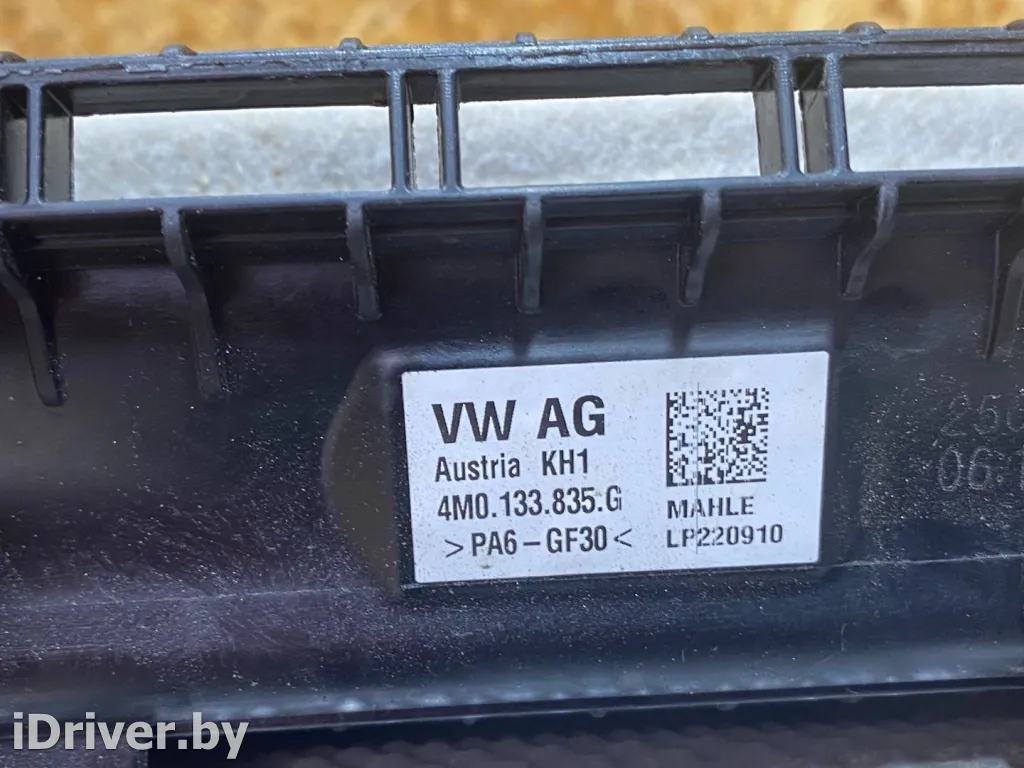 VW AG
Austria KH1
4M0.133.835.G
>PA6-GF30<
MAHLE
LP220910
iDriver.by